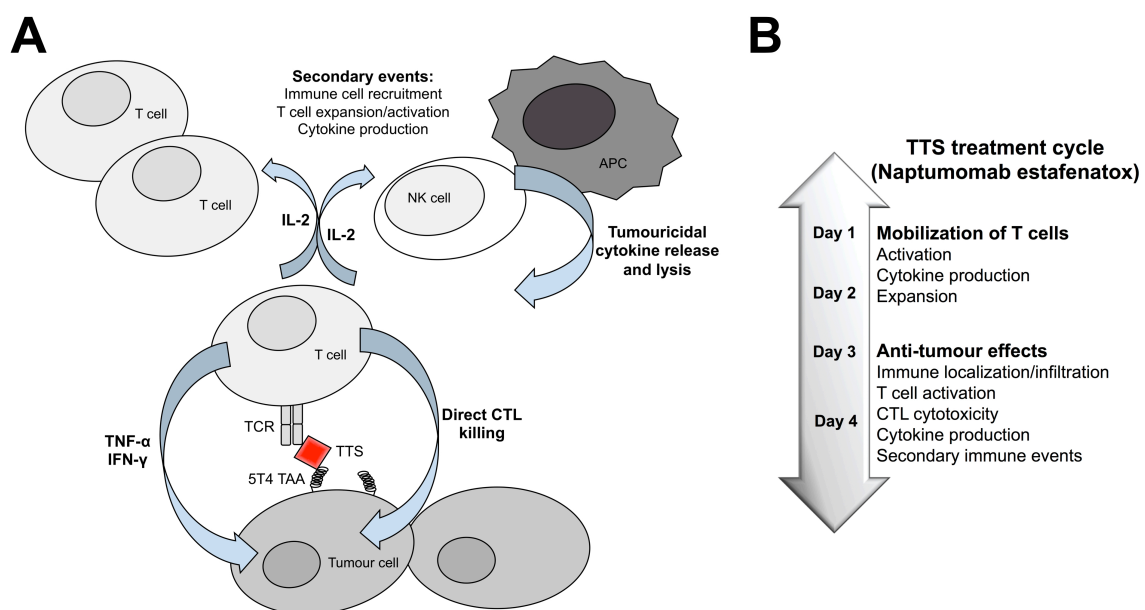 A
Secondary events:
Immune cell recruitment
T cell expansion/activation
Cytokine production
T cell
T cell
APC
NK cell
IL-2
IL-2
Tumouricidal
cytokine release
and lysis
T cell
TCR
TTS
5T4 TAA
TNF-α
IFN-γ
Direct CTL
killing
Tumour cell
B
TTS treatment cycle
(Naptumomab estafenatox)
Day 1
Mobilization of T cells
Activation
Cytokine production
Day 2
Expansion
Day 3
Anti-tumour effects
Immune localization/infiltration
T cell activation
Day 4
CTL cytotoxicity
Cytokine production
Secondary immune events